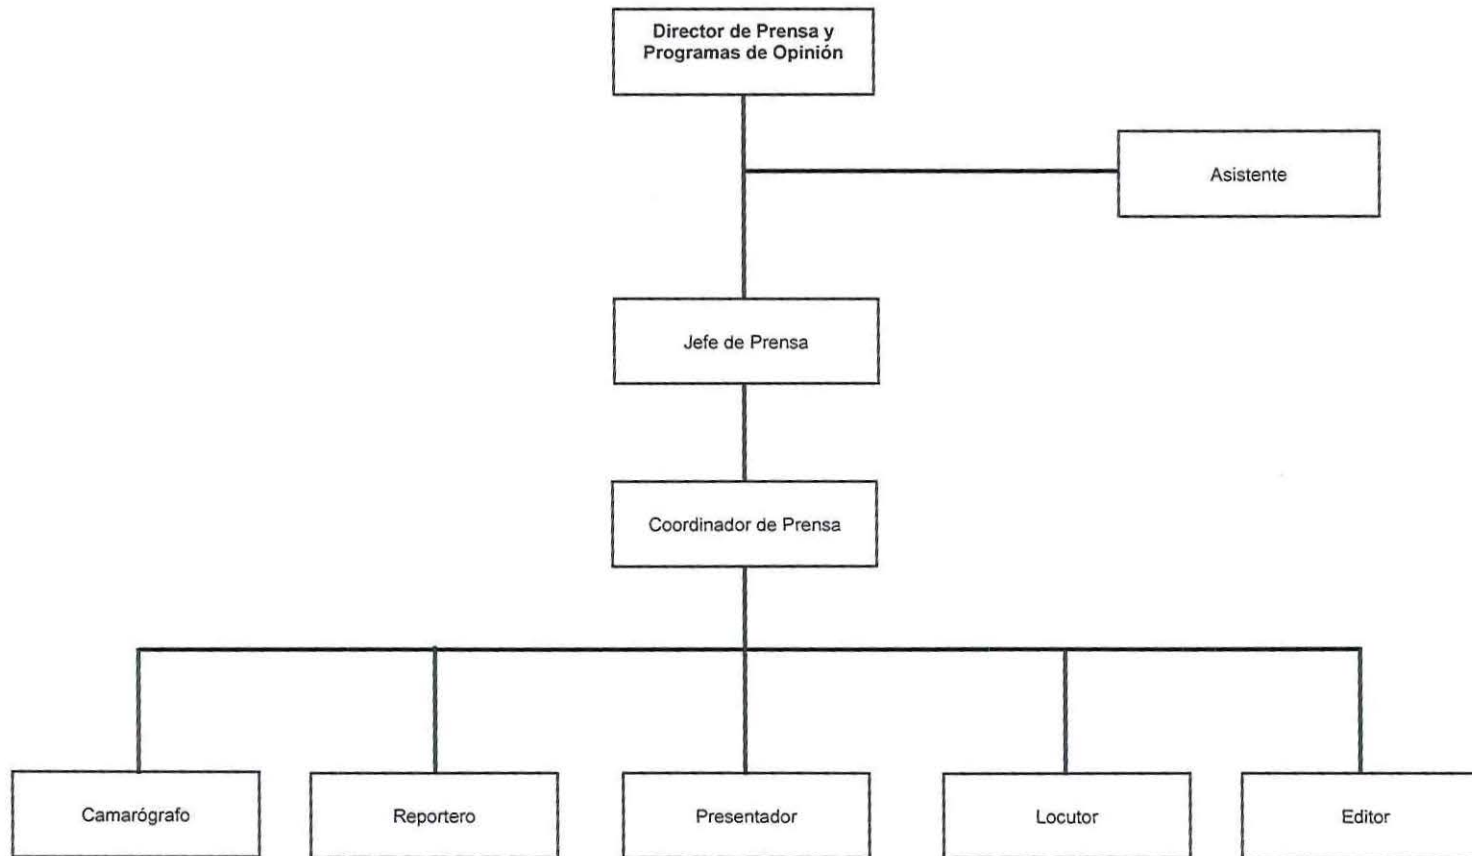 Director de Prensa y
Programas de Opinión
Asistente
Jefe de Prensa
Coordinador de Prensa
Camarógrafo
Reportero
Presentador
Locutor
Editor